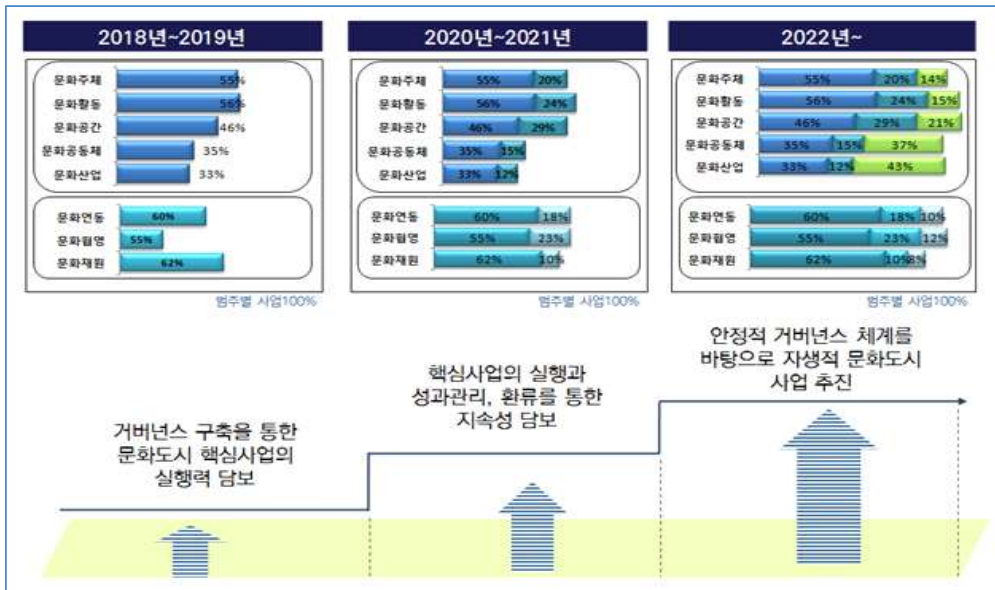 2018년~2019년
문화주체 55%
문화활동 56%
문화공간 46%
문화공동체 35%
문화산업 33%
문화연동 60%
문화협영 55%
문화재원 62%
범주별 사업100%
2020년~2021년
문화주체 55% 20%
문화활동 56% 24%
문화공간 46% 29%
문화공동체 35% 15%
문화산업 33% 12%
문화연동 60% 18%
문화협영 55% 23%
문화재원 62% 10%
범주별 사업100%
2022년~
문화주체 55% 20% 14%
문화활동 56% 24% 15%
문화공간 46% 29% 21%
문화공동체 35% 15% 37%
문화산업 33% 12% 43%
문화연동 60% 18% 10%
문화협영 55% 23% 12%
문화재원 62% 10% 8%
범주별 사업100%
거버넌스 구축을 통한
문화도시 핵심사업의
실행력 담보
핵심사업의 실행과
성과관리, 환류를 통한
지속성 담보
안정적 거버넌스 체계를
바탕으로 자생적 문화도시
사업 추진